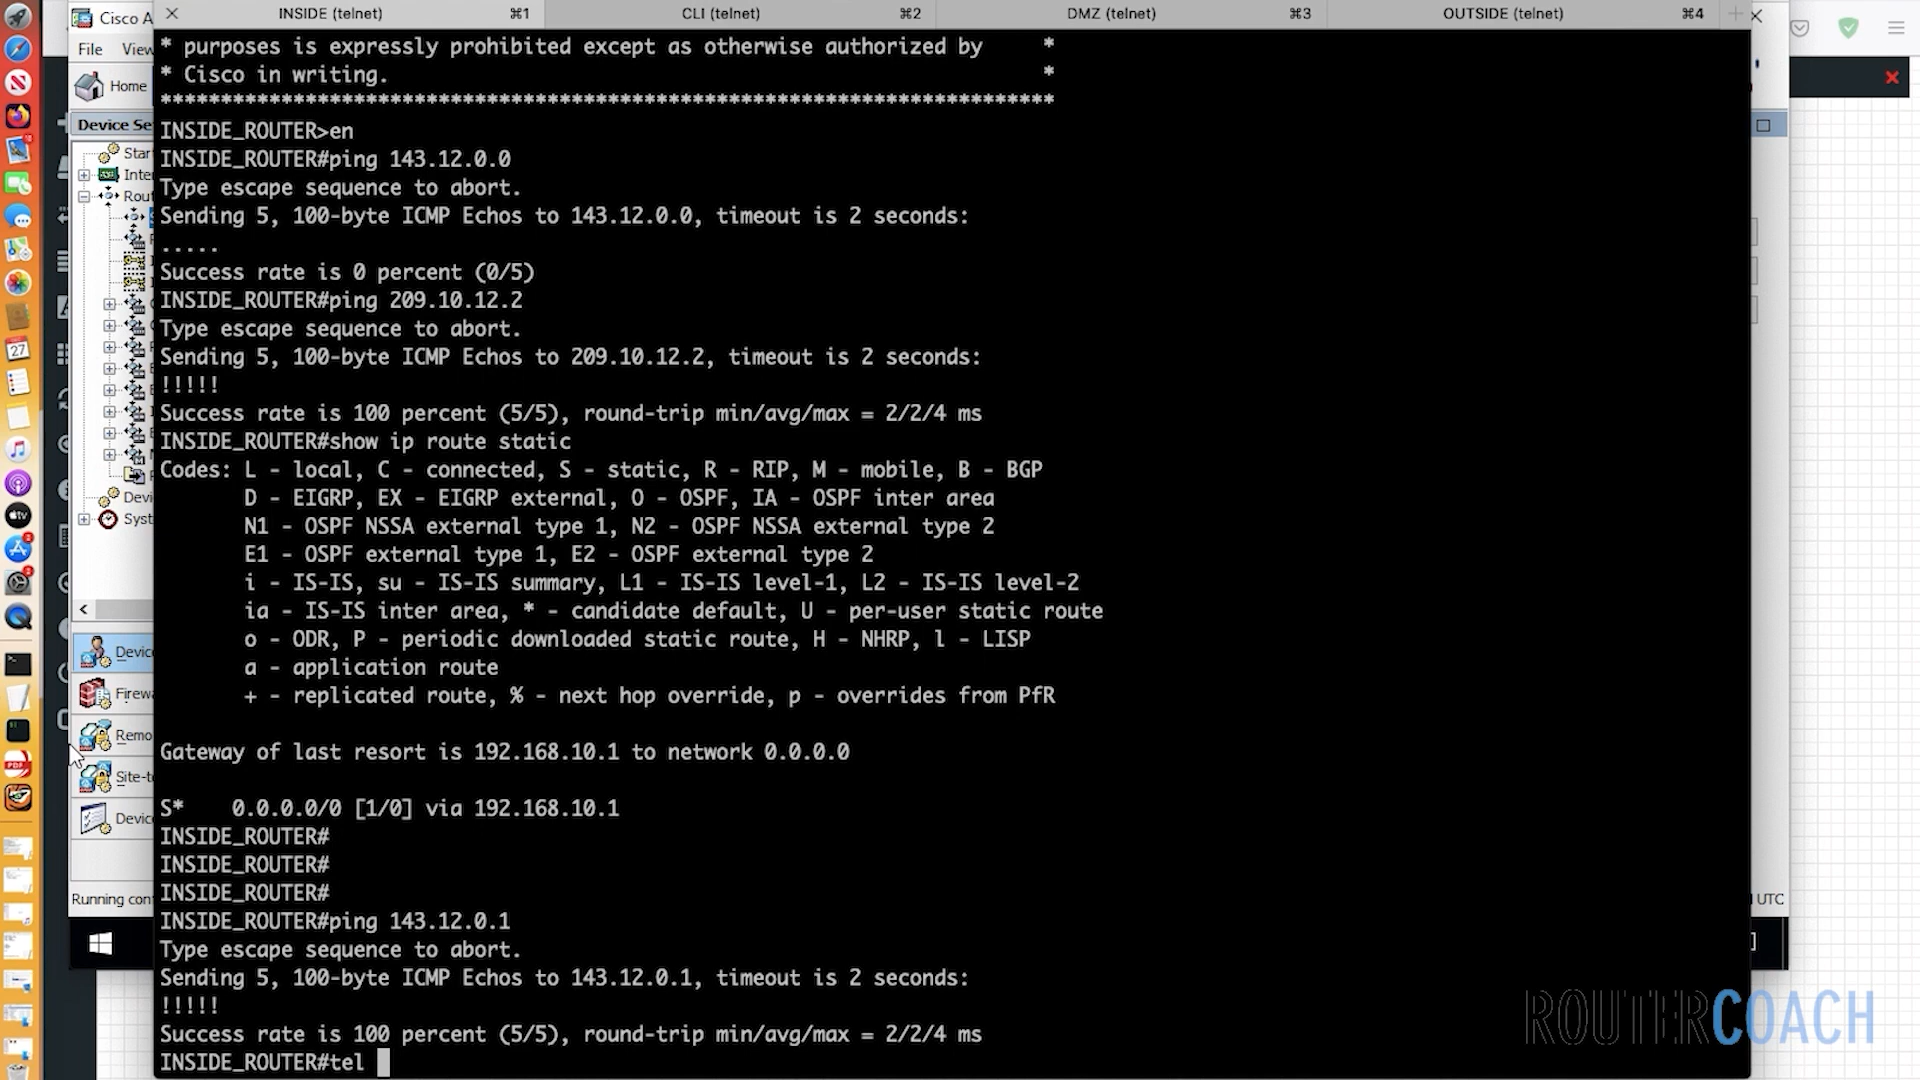 INSIDE (telnet) ⌘1 CLI (telnet) ⌘2 DMZ (telnet) ⌘3 OUTSIDE (telnet) ⌘4
Cisco A
File View
Home
Device Se
Start
Inter
Rout
Devi
Syst
Device
Firewa
Remo
Site-to
Device
Running con
UTC
* purposes is expressly prohibited except as otherwise authorized by *
* Cisco in writing. *
**************************************************************************
INSIDE_ROUTER>en
INSIDE_ROUTER#ping 143.12.0.0
Type escape sequence to abort.
Sending 5, 100-byte ICMP Echos to 143.12.0.0, timeout is 2 seconds:
.....
Success rate is 0 percent (0/5)
INSIDE_ROUTER#ping 209.10.12.2
Type escape sequence to abort.
Sending 5, 100-byte ICMP Echos to 209.10.12.2, timeout is 2 seconds:
!!!!!
Success rate is 100 percent (5/5), round-trip min/avg/max = 2/2/4 ms
INSIDE_ROUTER#show ip route static
Codes: L - local, C - connected, S - static, R - RIP, M - mobile, B - BGP
D - EIGRP, EX - EIGRP external, O - OSPF, IA - OSPF inter area
N1 - OSPF NSSA external type 1, N2 - OSPF NSSA external type 2
E1 - OSPF external type 1, E2 - OSPF external type 2
i - IS-IS, su - IS-IS summary, L1 - IS-IS level-1, L2 - IS-IS level-2
ia - IS-IS inter area, * - candidate default, U - per-user static route
o - ODR, P - periodic downloaded static route, H - NHRP, l - LISP
a - application route
+ - replicated route, % - next hop override, p - overrides from PfR
Gateway of last resort is 192.168.10.1 to network 0.0.0.0
S* 0.0.0.0/0 [1/0] via 192.168.10.1
INSIDE_ROUTER#
INSIDE_ROUTER#
INSIDE_ROUTER#
INSIDE_ROUTER#ping 143.12.0.1
Type escape sequence to abort.
Sending 5, 100-byte ICMP Echos to 143.12.0.1, timeout is 2 seconds:
!!!!!
Success rate is 100 percent (5/5), round-trip min/avg/max = 2/2/4 ms
INSIDE_ROUTER#tel
ROUTERCOACH